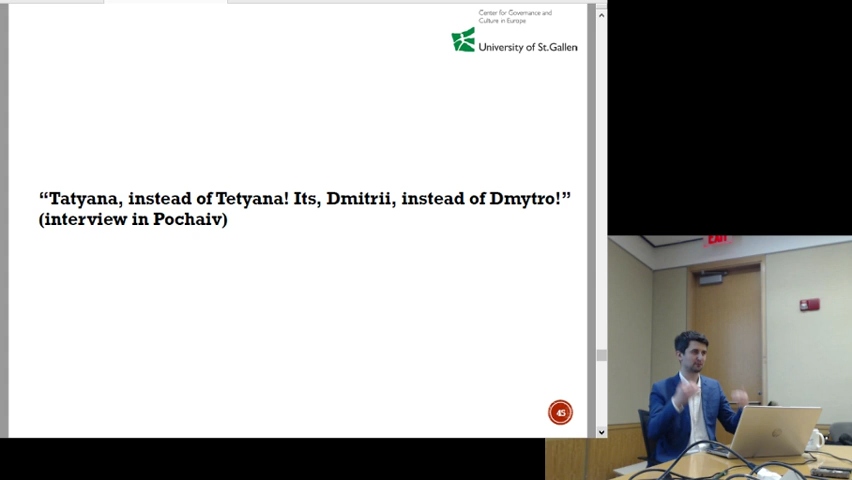 Center for Governance and
Culture in Europe
University of St.Gallen
“Tatyana, instead of Tetyana! Its, Dmitrii, instead of Dmytro!”
(interview in Pochaiv)
45
EXIT